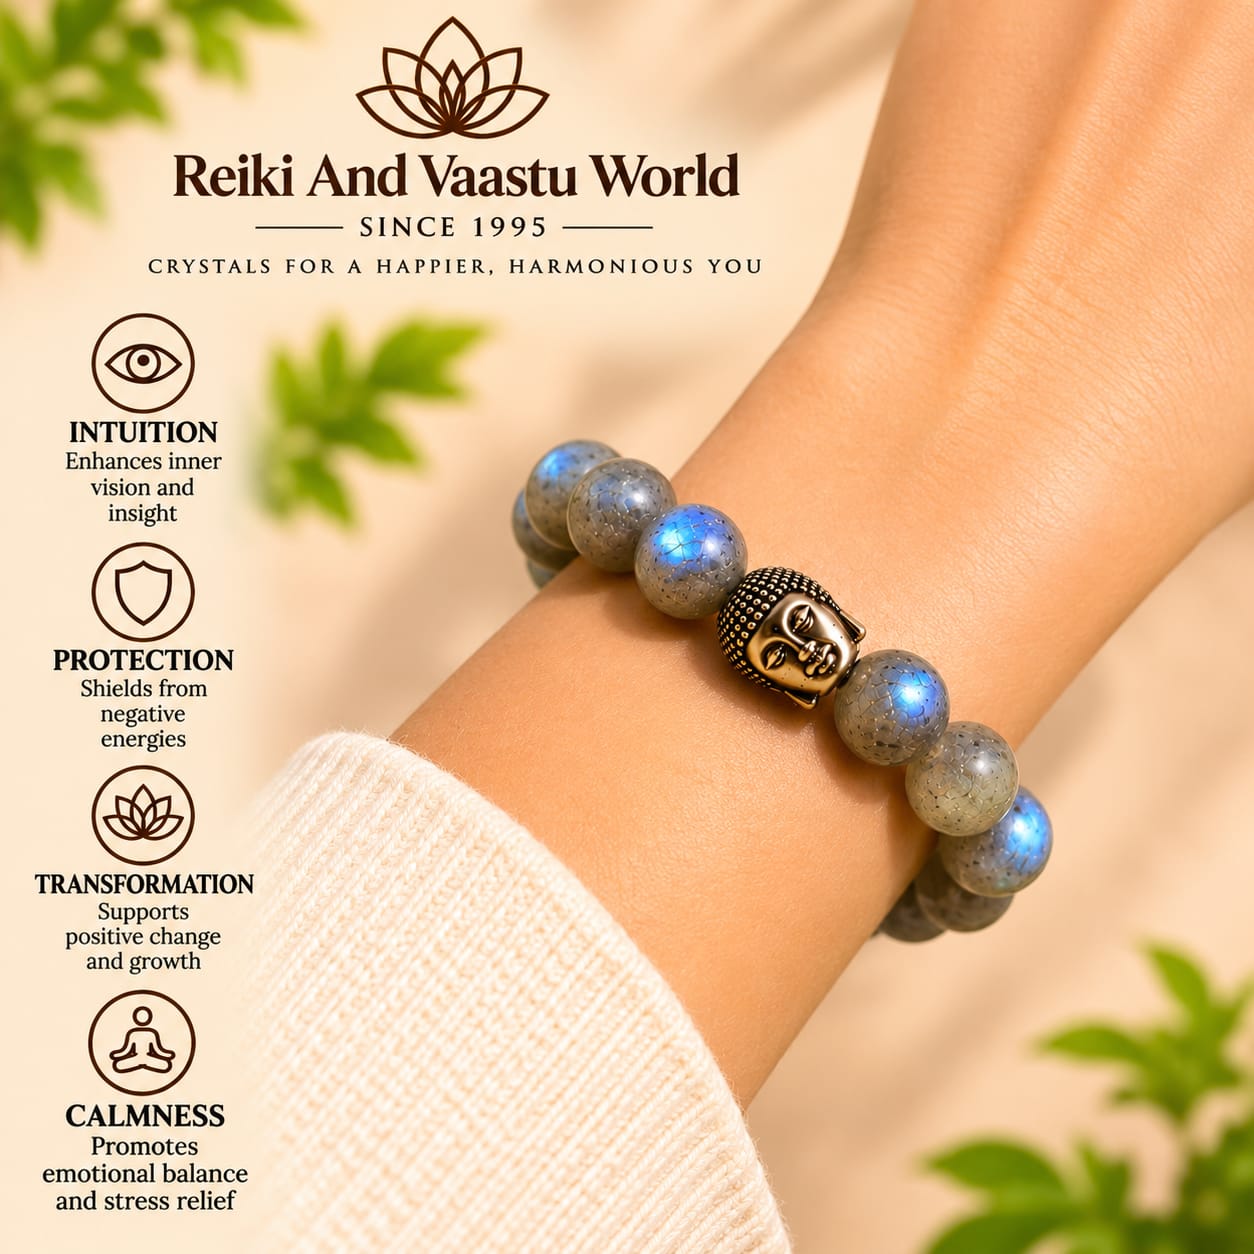 Reiki And Vaastu World
SINCE 1995
CRYSTALS FOR A HAPPIER, HARMONIOUS YOU
INTUITION
Enhances inner
vision and
insight
PROTECTION
Shields from
negative
energies
TRANSFORMATION
Supports
positive change
and growth
CALMNESS
Promotes
emotional balance
and stress relief